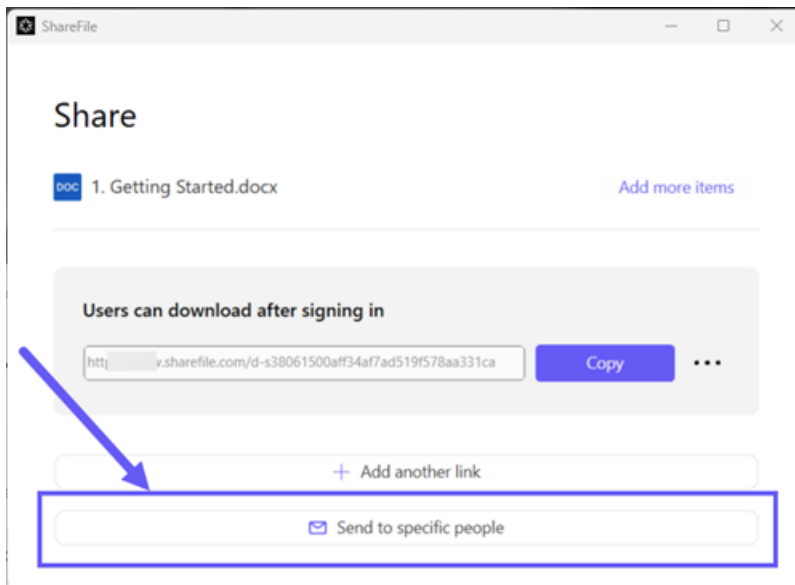 ShareFile
Share
DOC 1. Getting Started.docx Add more items
Users can download after signing in
.sharefile.com/d-s38061500aff34af7ad519f578aa331ca Copy
Add another link
Send to specific people